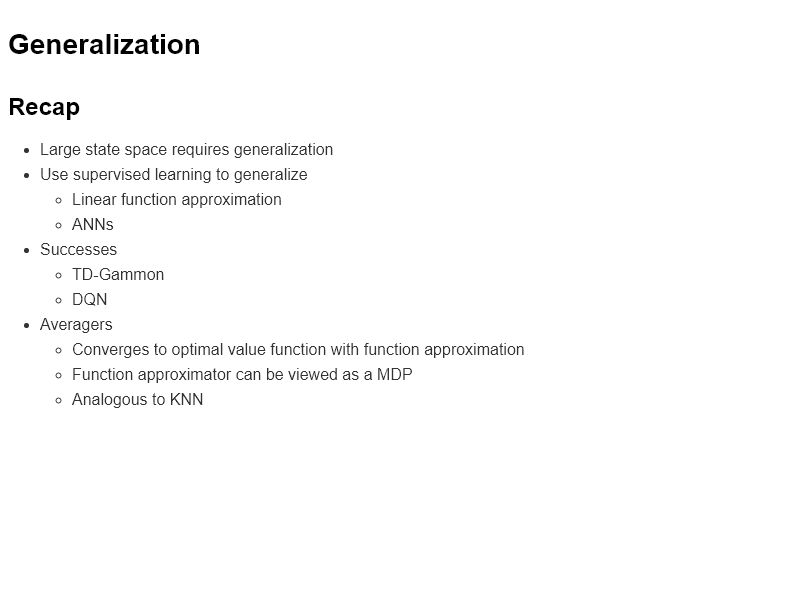 Generalization
Recap
Large state space requires generalization
Use supervised learning to generalize
Linear function approximation
ANNs
Successes
TD-Gammon
DQN
Averagers
Converges to optimal value function with function approximation
Function approximator can be viewed as a MDP
Analogous to KNN